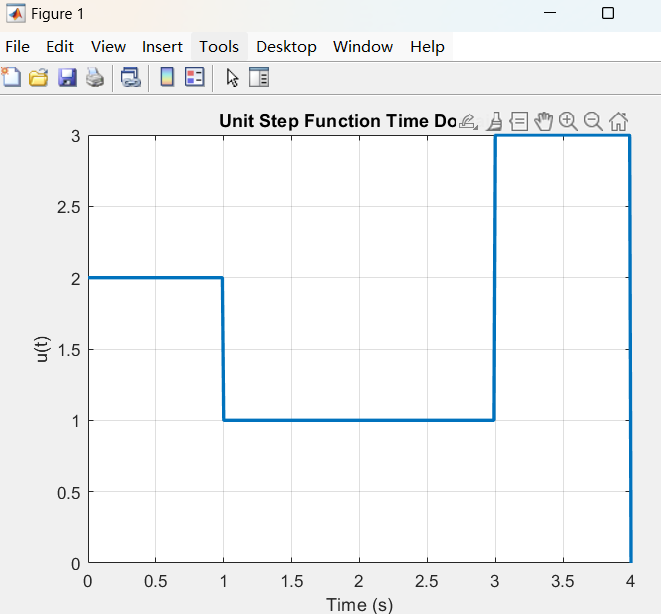 Figure 1
File Edit View Insert Tools Desktop Window Help
Unit Step Function Time Do
3
2.5
2
1.5
1
0.5
0
u(t)
0 0.5 1 1.5 2 2.5 3 3.5 4
Time (s)